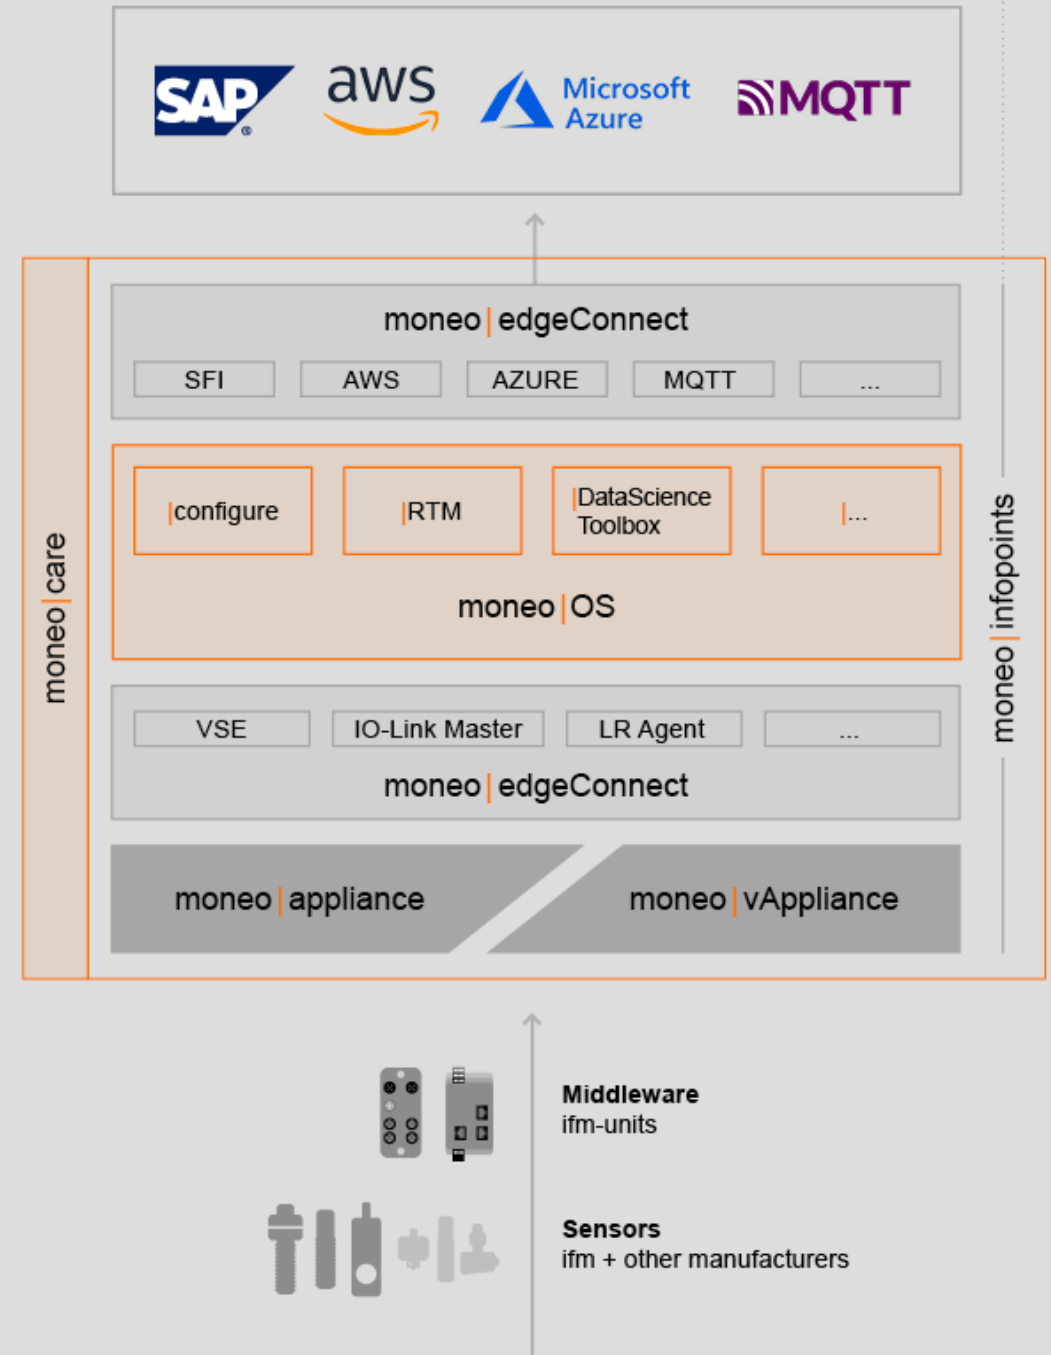 SAP
®
aws
Microsoft
Azure
MQTT
moneo|edgeConnect
SFI
AWS
AZURE
MQTT
...
|configure
|RTM
|DataScience
Toolbox
|...
moneo|OS
moneo|care
moneo|infopoints
VSE
IO-Link Master
LR Agent
...
moneo|edgeConnect
moneo|appliance
moneo|vAppliance
Middleware
ifm-units
Sensors
ifm + other manufacturers